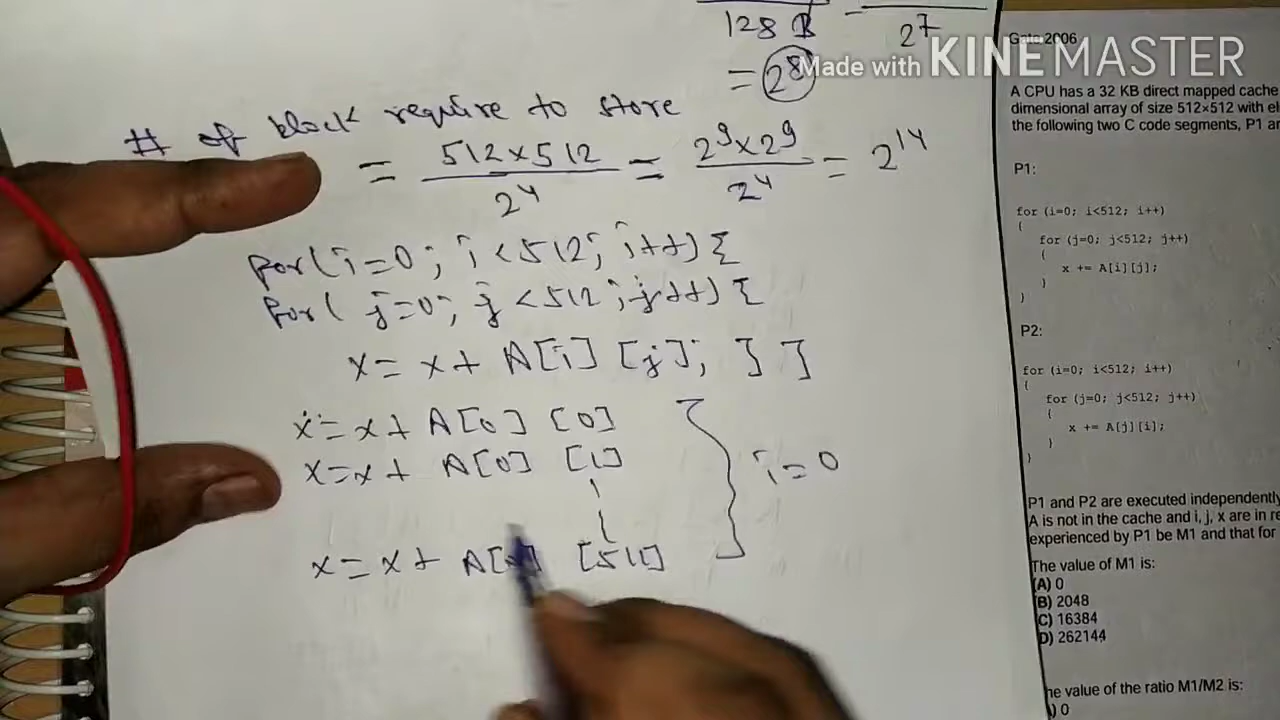 128 B
2^7
= 2^8
Made with KINEMASTER
# of block require to store
= 512×512 / 2^4 = 2^9×2^9 / 2^4 = 2^14
for(i=0; i<512; i++) {
for( j=0; j<512; j++) {
x = x + A[i] [j]; } }
x = x + A[0] [0]
x = x + A[0] [1]
i=0
x = x + A[0] [511]
Gate 2006
A CPU has a 32 KB direct mapped cache
dimensional array of size 512×512 with el
the following two C code segments, P1 an
P1:
for (i=0; i<512; i++)
{
for (j=0; j<512; j++)
{
x += A[i][j];
}
}
P2:
for (i=0; i<512; i++)
{
for (j=0; j<512; j++)
{
x += A[j][i];
}
}
P1 and P2 are executed independently
A is not in the cache and i, j, x are in re
experienced by P1 be M1 and that for
The value of M1 is:
(A) 0
(B) 2048
(C) 16384
D) 262144
he value of the ratio M1/M2 is:
) 0